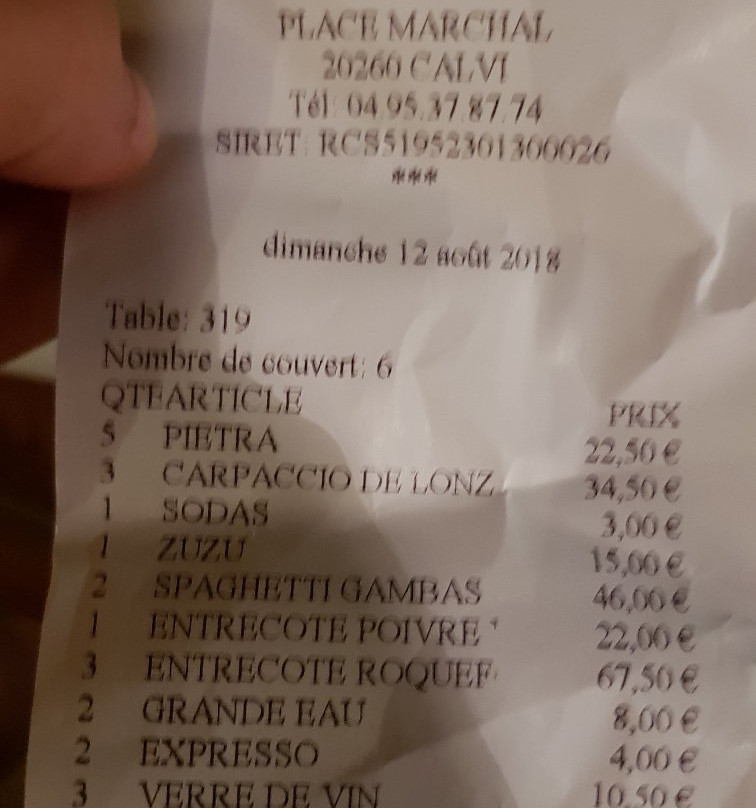 PLACE MARCHAL
20260 CALVI
Tél: 04.95.37.87.74
SIRET: RCS51952301300026
***
dimanche 12 août 2018
Table: 319
Nombre de couvert: 6
QTEARTICLE PRIX
5 PIETRA 22,50 €
3 CARPACCIO DE LONZ 34,50 €
1 SODAS 3,00 €
1 ZUZU 15,00 €
2 SPAGHETTI GAMBAS 46,00 €
1 ENTRECOTE POIVRE 22,00 €
3 ENTRECOTE ROQUEF 67,50 €
2 GRANDE EAU 8,00 €
2 EXPRESSO 4,00 €
3 VERRE DE VIN 10,50 €